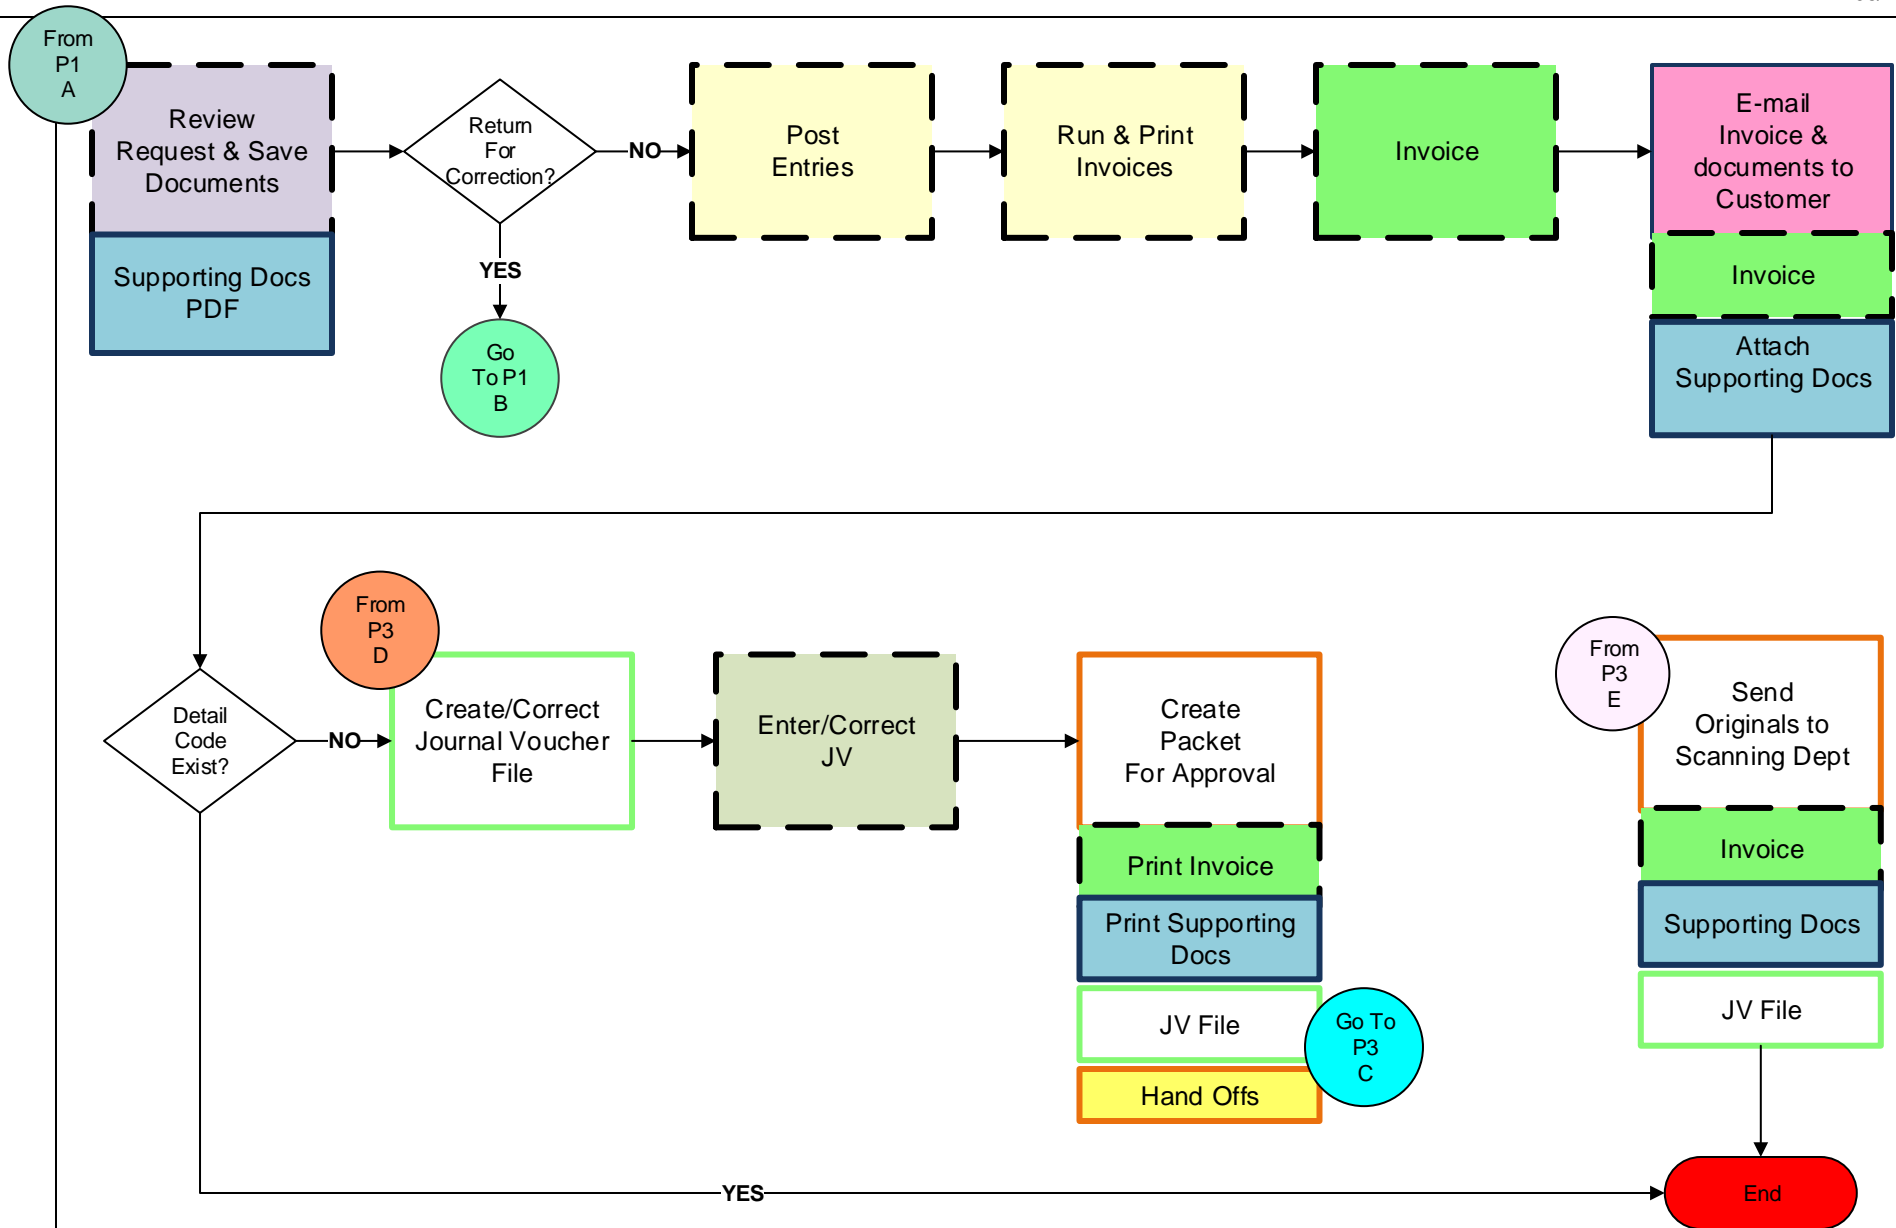 From
P1
A
Review
Request & Save
Documents
Supporting Docs
PDF
Return
For
Correction?
NO
YES
Go
To P1
B
Post
Entries
Run & Print
Invoices
Invoice
E-mail
Invoice &
documents to
Customer
Invoice
Attach
Supporting Docs
Detail
Code
Exist?
NO
From
P3
D
Create/Correct
Journal Voucher
File
Enter/Correct
JV
Create
Packet
For Approval
Print Invoice
Print Supporting
Docs
JV File
Hand Offs
Go To
P3
C
From
P3
E
Send
Originals to
Scanning Dept
Invoice
Supporting Docs
JV File
YES
End